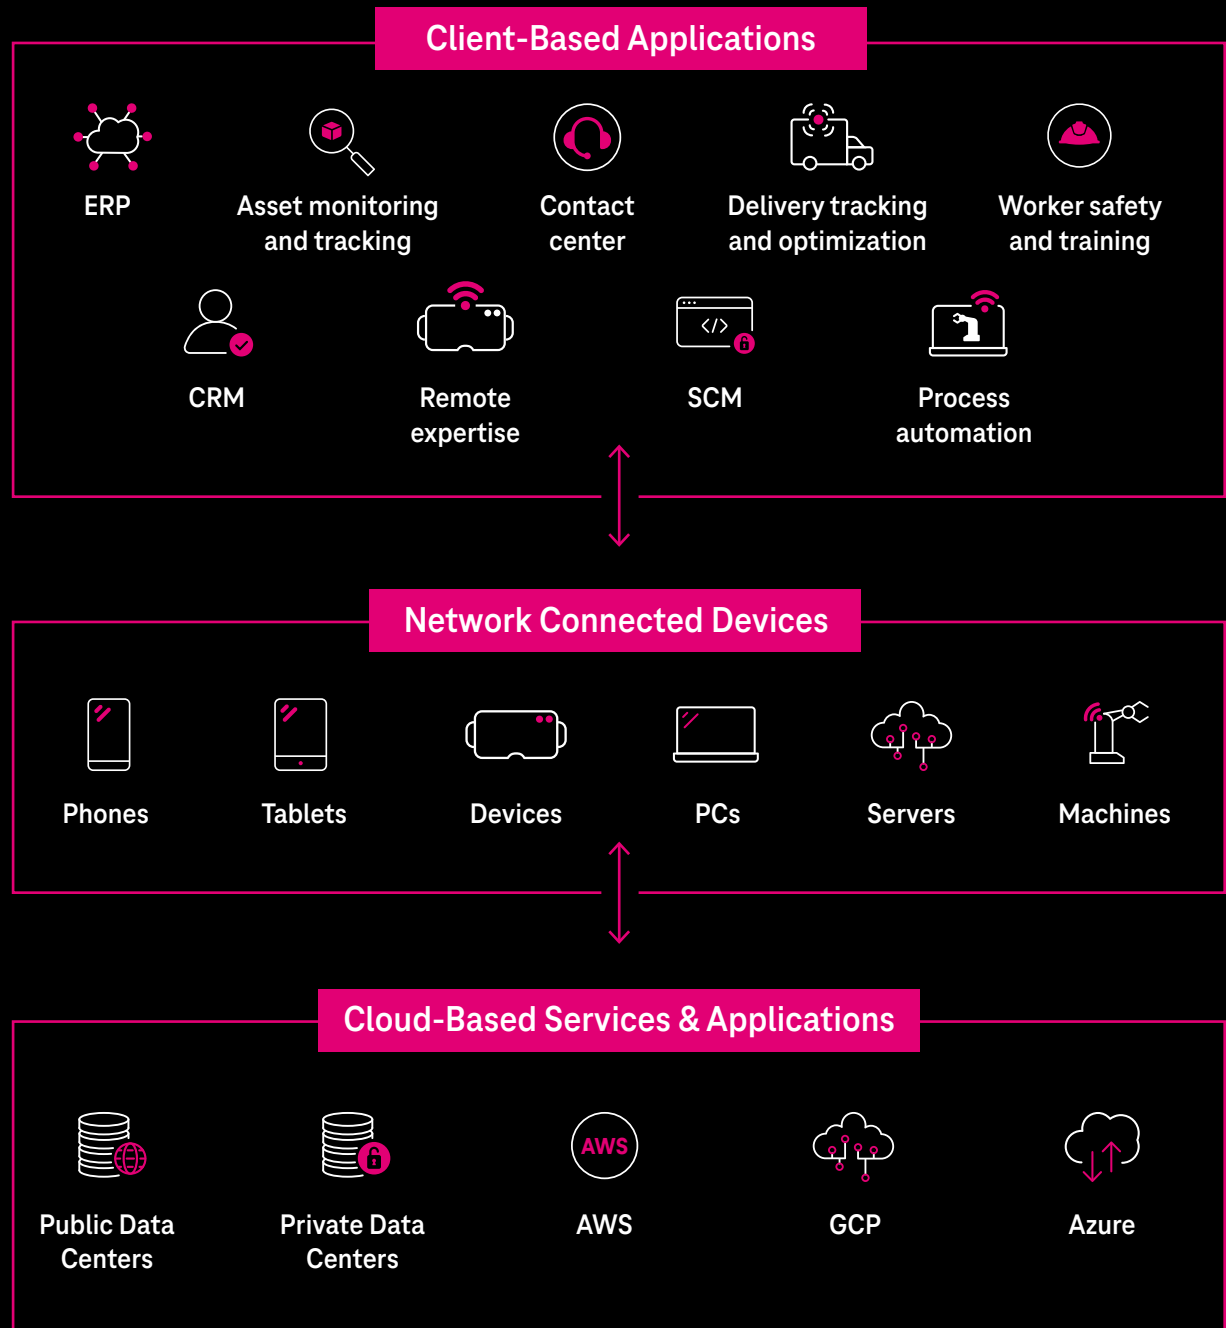 Client-Based Applications
ERP
Asset monitoring
and tracking
Contact
center
Delivery tracking
and optimization
Worker safety
and training
CRM
Remote
expertise
</>
SCM
Process
automation
Network Connected Devices
Phones
Tablets
Devices
PCs
Servers
Machines
Cloud-Based Services & Applications
Public Data
Centers
Private Data
Centers
AWS
AWS
GCP
Azure